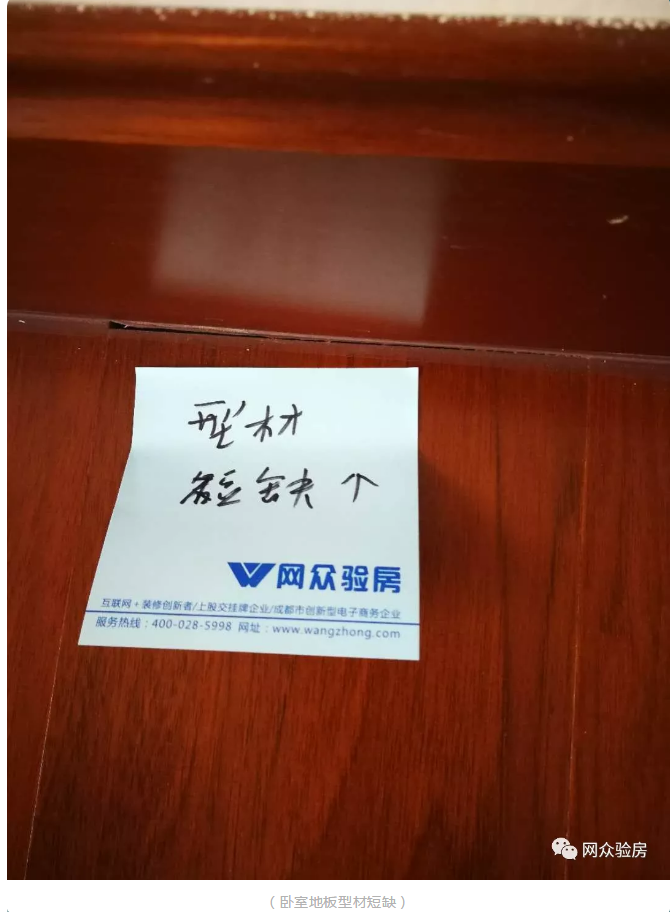 型材
短缺个
网众验房
互联网+装修创新者/上股交挂牌企业/成都市创新型电子商务企业
服务热线：400-028-5998 网址：www.wangzhong.com
网众验房
（卧室地板型材短缺）